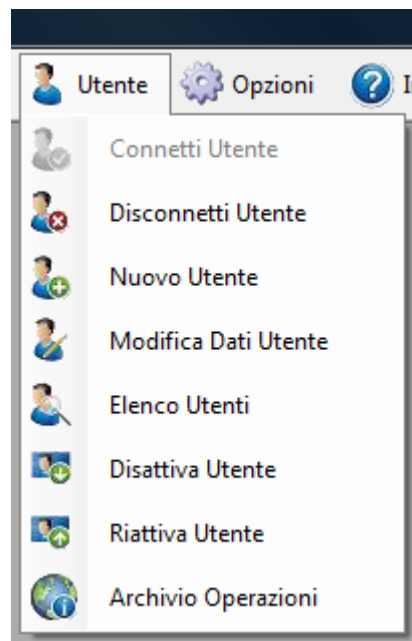 Utente Opzioni
Connetti Utente
Disconnetti Utente
Nuovo Utente
Modifica Dati Utente
Elenco Utenti
Disattiva Utente
Riattiva Utente
Archivio Operazioni